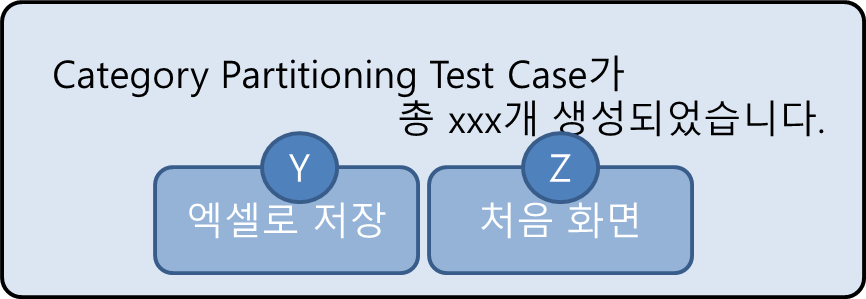 Category Partitioning Test Case가
총 xxx개 생성되었습니다.
Y
엑셀로 저장
Z
처음 화면